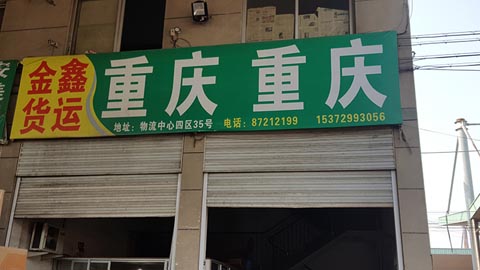 金鑫
货运
重庆 重庆
地址：物流中心四区35号 电话：87212199 15372993056